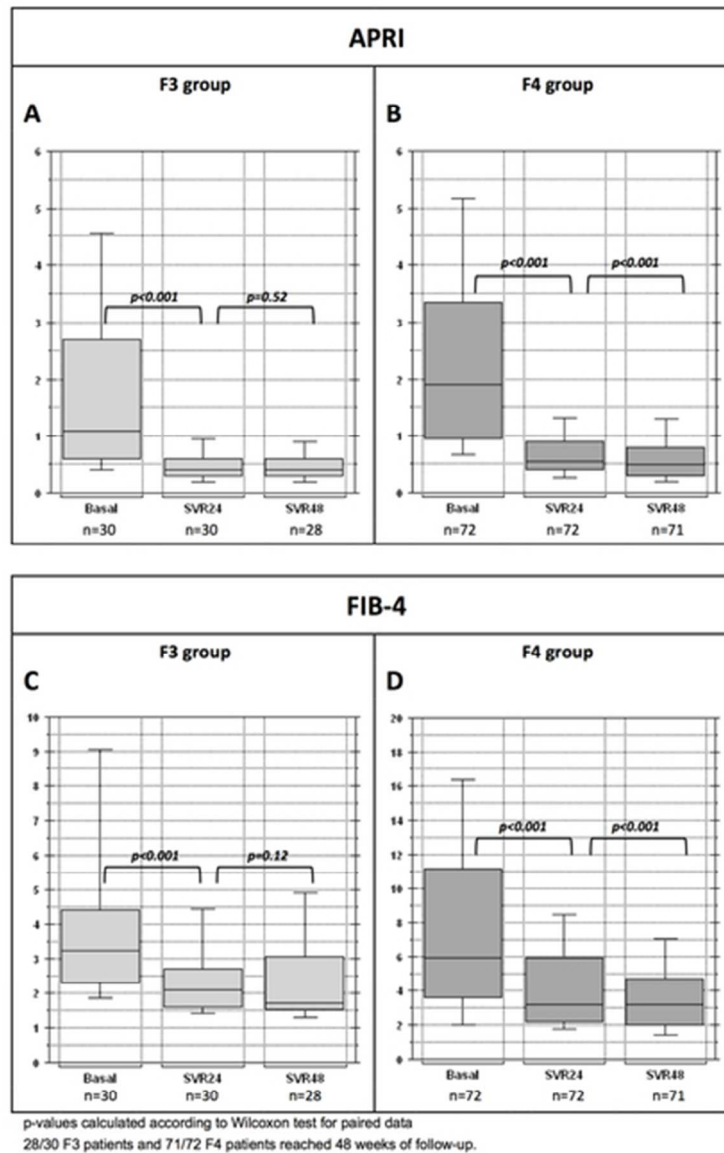 APRI
F3 group
F4 group
A
B
6
5
4
3
2
1
0
p<0.001
p=0.52
Basal
SVR24
SVR48
n=30
n=30
n=28
6
5
4
3
2
1
0
p<0.001
p<0.001
Basal
SVR24
SVR48
n=72
n=72
n=71
FIB-4
F3 group
F4 group
C
D
10
9
8
7
6
5
4
3
2
1
0
p<0.001
p=0.12
Basal
SVR24
SVR48
n=30
n=30
n=28
20
18
16
14
12
10
8
6
4
2
0
p<0.001
p<0.001
Basal
SVR24
SVR48
n=72
n=72
n=71
p-values calculated according to Wilcoxon test for paired data
28/30 F3 patients and 71/72 F4 patients reached 48 weeks of follow-up.